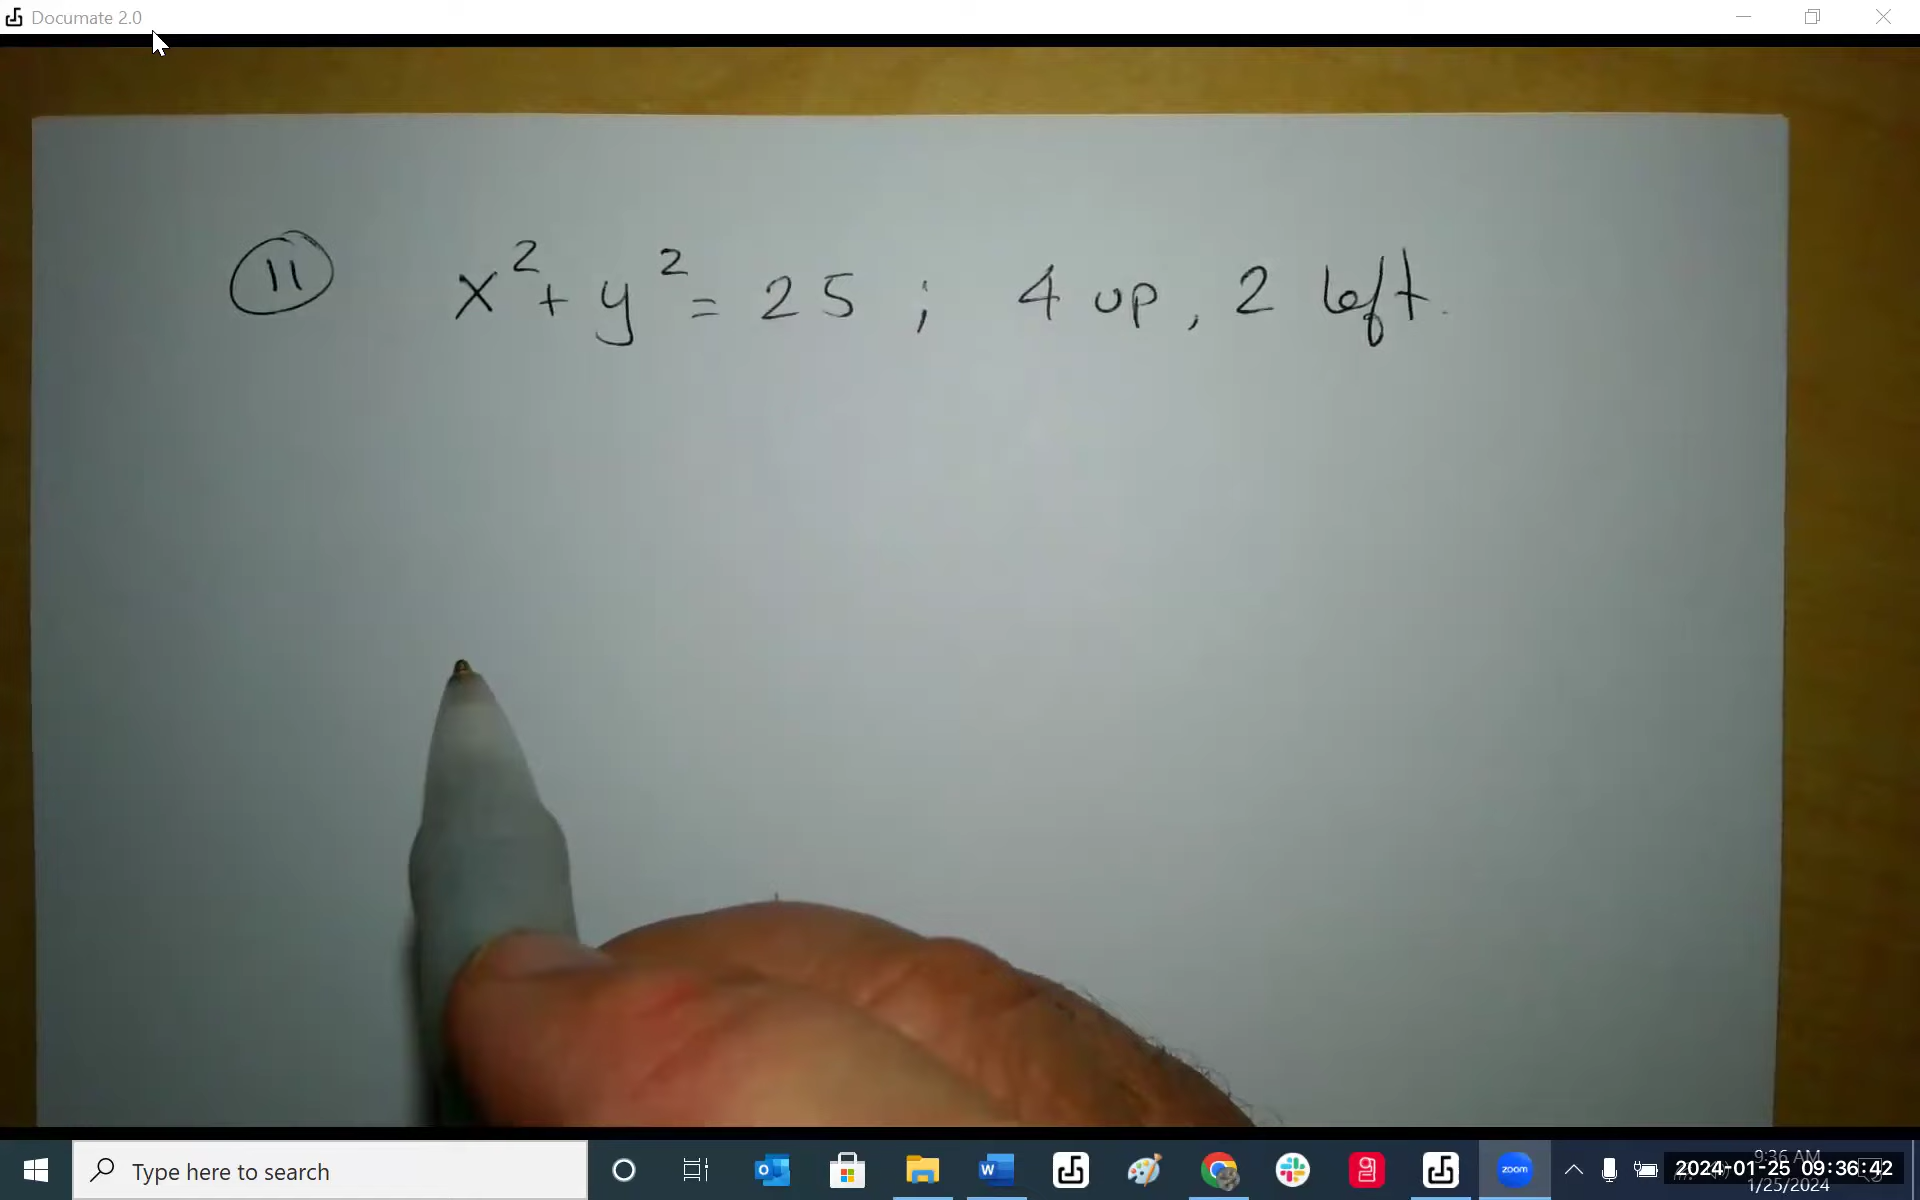 Documate 2.0
11 x² + y² = 25 ; 4 up, 2 left.
Type here to search
zoom
9:36 AM
2024-01-25 09:36:42
1/25/2024